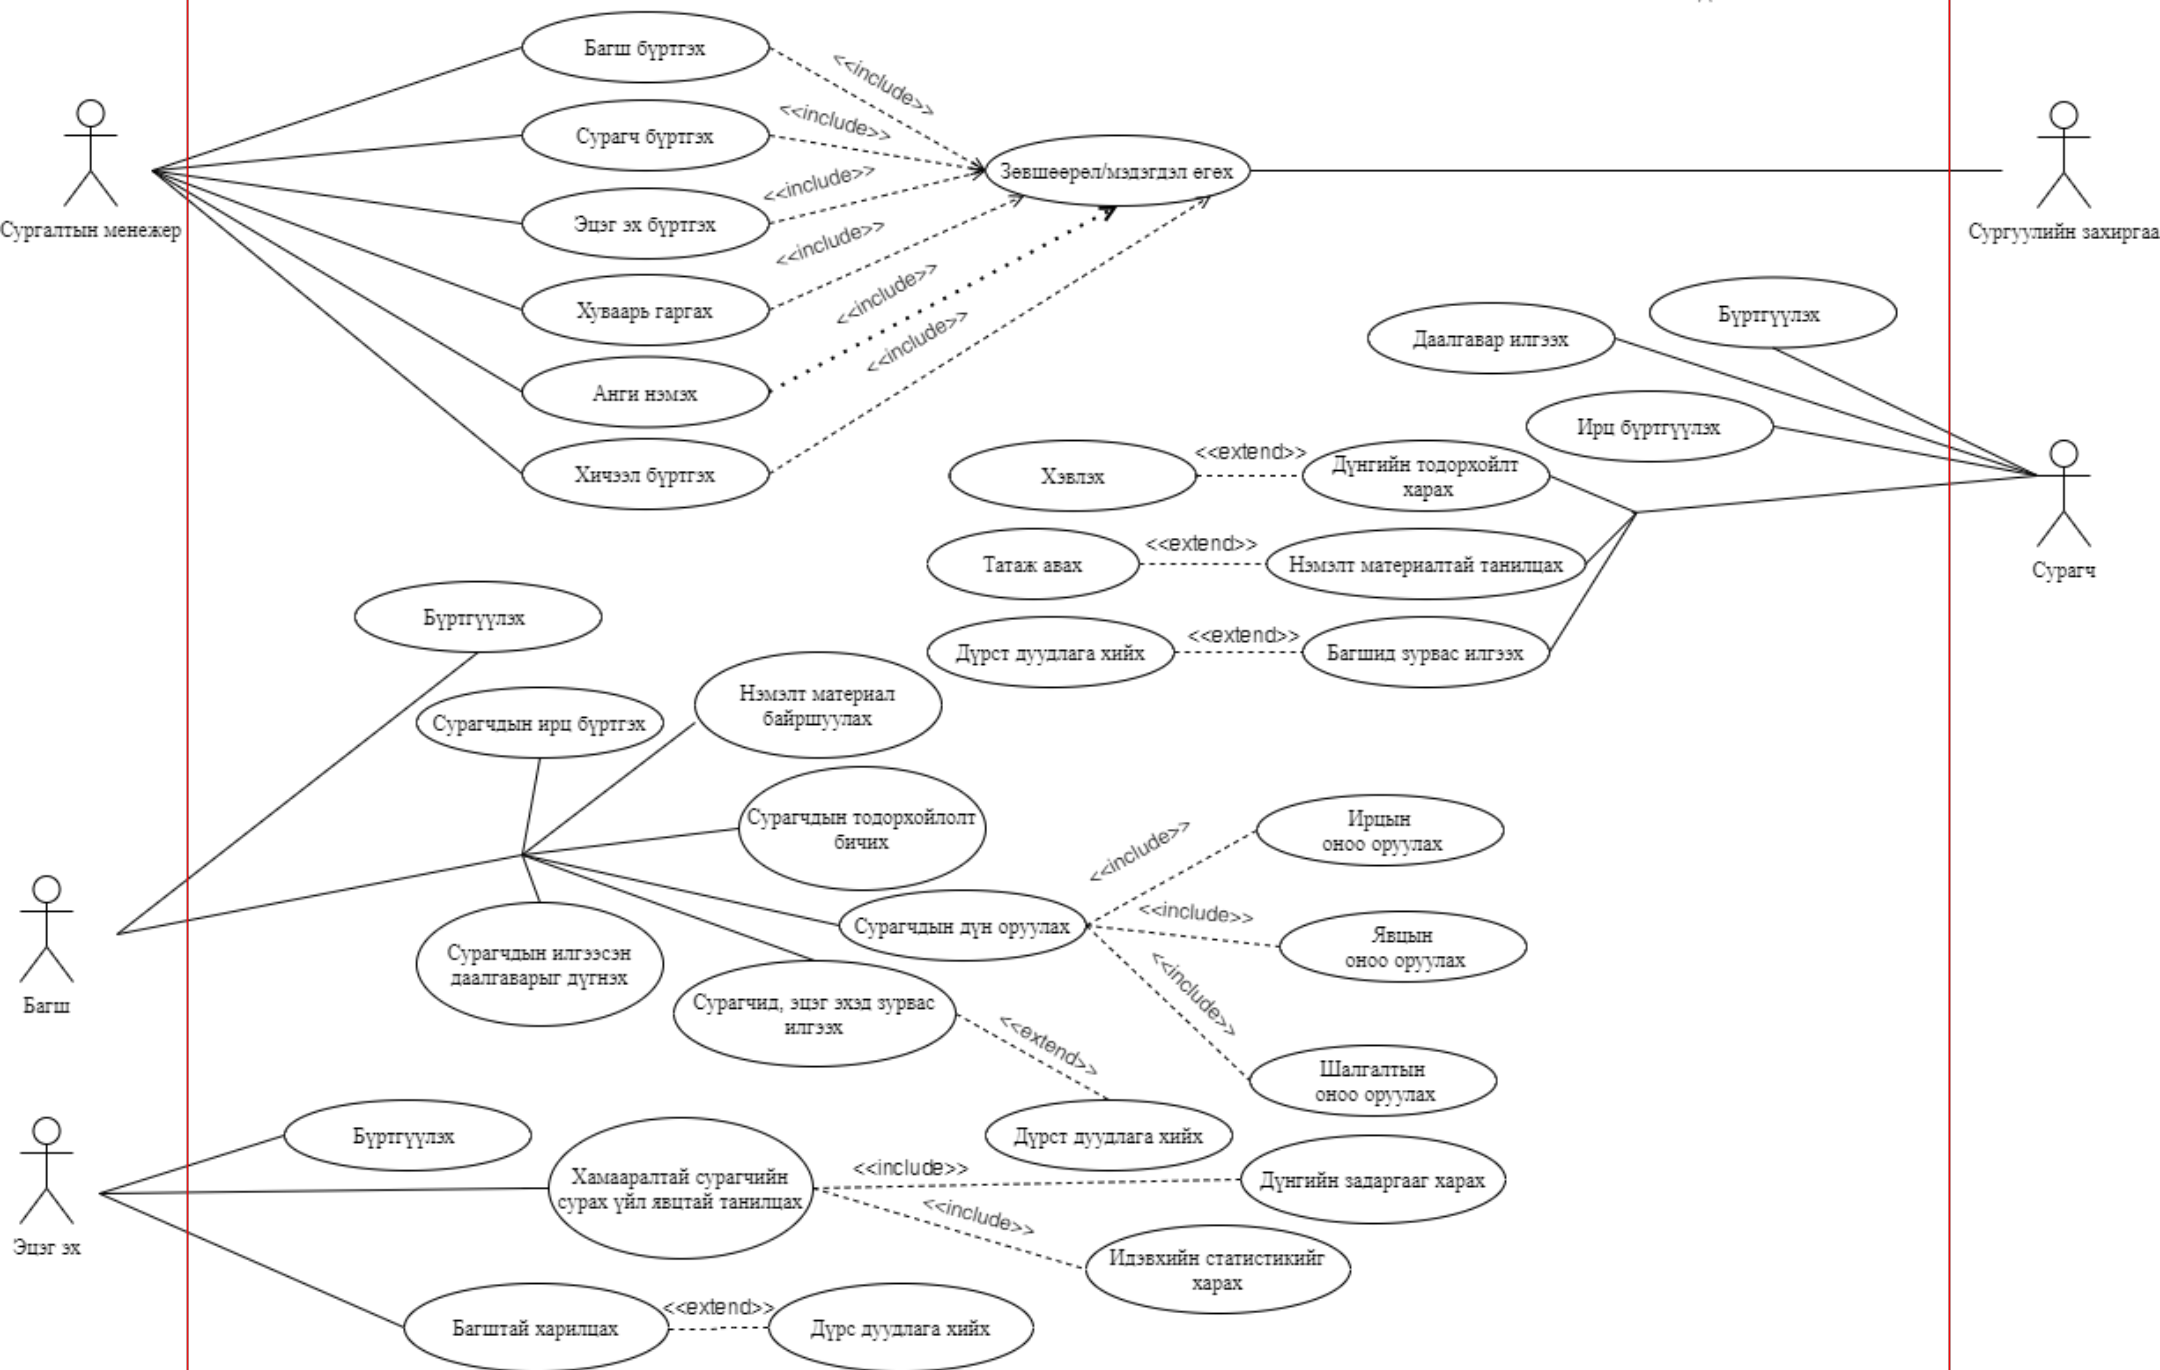 Багш бүртгэх
<<include>>
Сурагч бүртгэх
<<include>>
Зөвшөөрөл/мэдэгдэл өгөх
Эцэг эх бүртгэх
<<include>>
Сургалтын менежер
Сургуулийн захиргаа
Хуваарь гаргах
<<include>>
Анги нэмэх
<<include>>
Хичээл бүртгэх
<<include>>
Бүртгүүлэх
Даалгавар илгээх
Ирц бүртгүүлэх
Хэвлэх
<<extend>>
Дүнгийн тодорхойлт
харах
Татаж авах
<<extend>>
Нэмэлт материалтай танилцах
Сурагч
Дүрст дуудлага хийх
<<extend>>
Багшид зурвас илгээх
Бүртгүүлэх
Сурагчдын ирц бүртгэх
Нэмэлт материал
байршуулах
Сурагчдын тодорхойлолт
бичих
Сурагчдын дүн оруулах
<<include>>
Ирцын
оноо оруулах
<<include>>
Явцын
оноо оруулах
<<include>>
Шалгалтын
оноо оруулах
Сурагчдын илгээсэн
даалгаварыг дүгнэх
Багш
Сурагчид, эцэг эхэд зурвас
илгээх
<<extend>>
Дүрст дуудлага хийх
Бүртгүүлэх
Хамааралтай сурагчийн
сурах үйл явцтай танилцах
<<include>>
Дүнгийн задаргааг харах
<<include>>
Идэвхийн статистикийг
харах
Эцэг эх
Багштай харилцах
<<extend>>
Дүрс дуудлага хийх